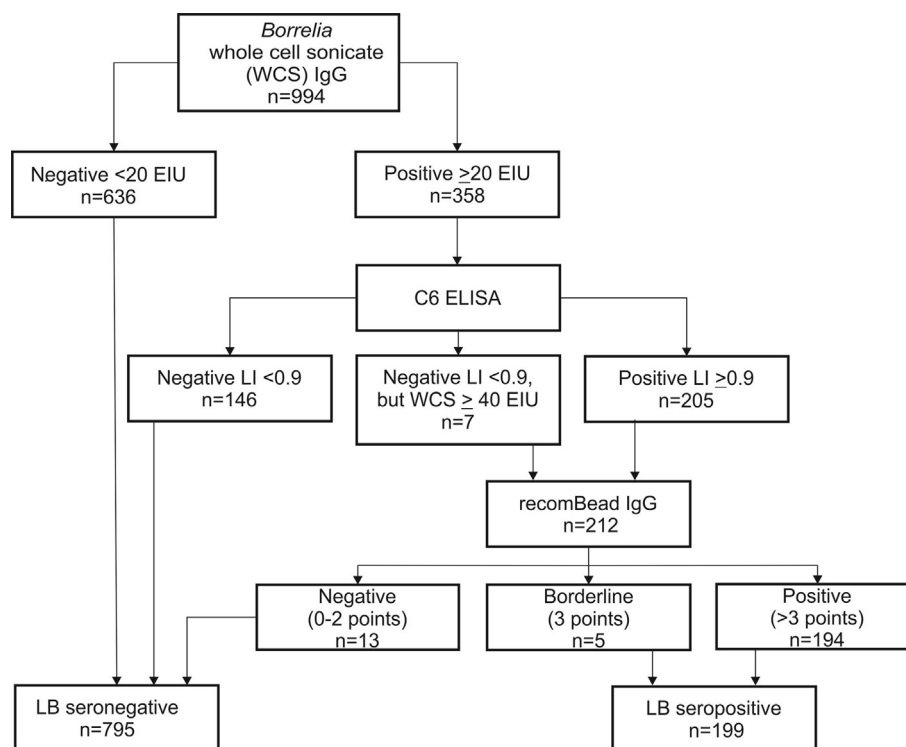 Borrelia
whole cell sonicate
(WCS) IgG
n=994
Negative <20 EIU
n=636
Positive ≥20 EIU
n=358
C6 ELISA
Negative LI <0.9
n=146
Negative LI <0.9,
but WCS ≥ 40 EIU
n=7
Positive LI ≥0.9
n=205
recomBead IgG
n=212
Negative
(0-2 points)
n=13
Borderline
(3 points)
n=5
Positive
(>3 points)
n=194
LB seronegative
n=795
LB seropositive
n=199